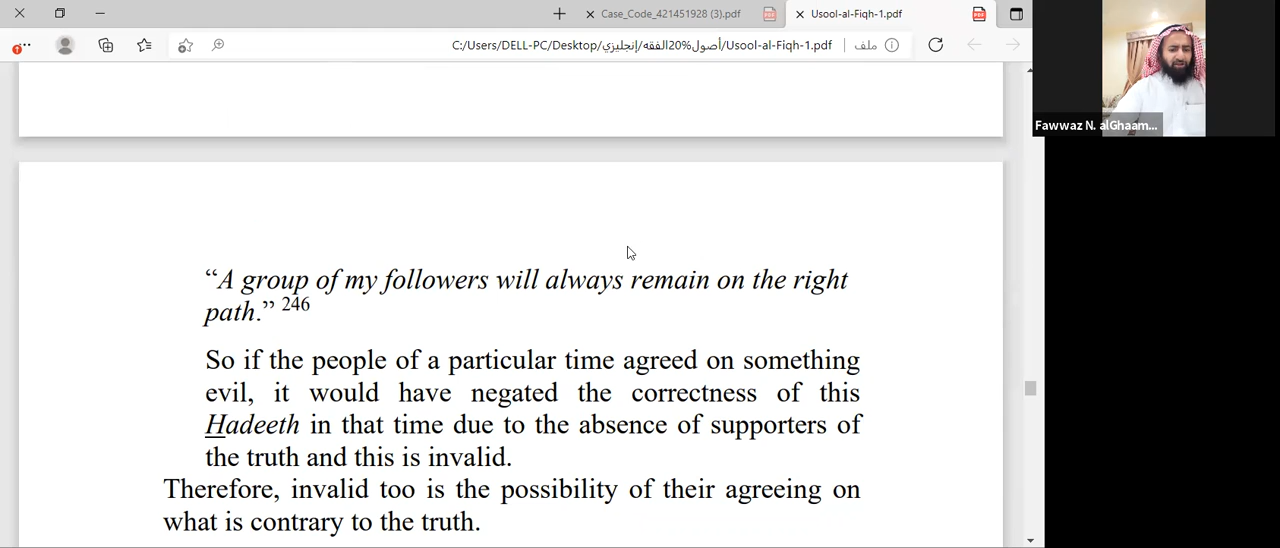 Case_Code_421451928 (3).pdf
Usool-al-Fiqh-1.pdf
C:/Users/DELL-PC/Desktop/إنجليزي/أصول%20الفقه/Usool-al-Fiqh-1.pdf
ملف
Fawwaz N. alGhaam...
“A group of my followers will always remain on the right
path.” 246
So if the people of a particular time agreed on something
evil, it would have negated the correctness of this
Hadeeth in that time due to the absence of supporters of
the truth and this is invalid.
Therefore, invalid too is the possibility of their agreeing on
what is contrary to the truth.